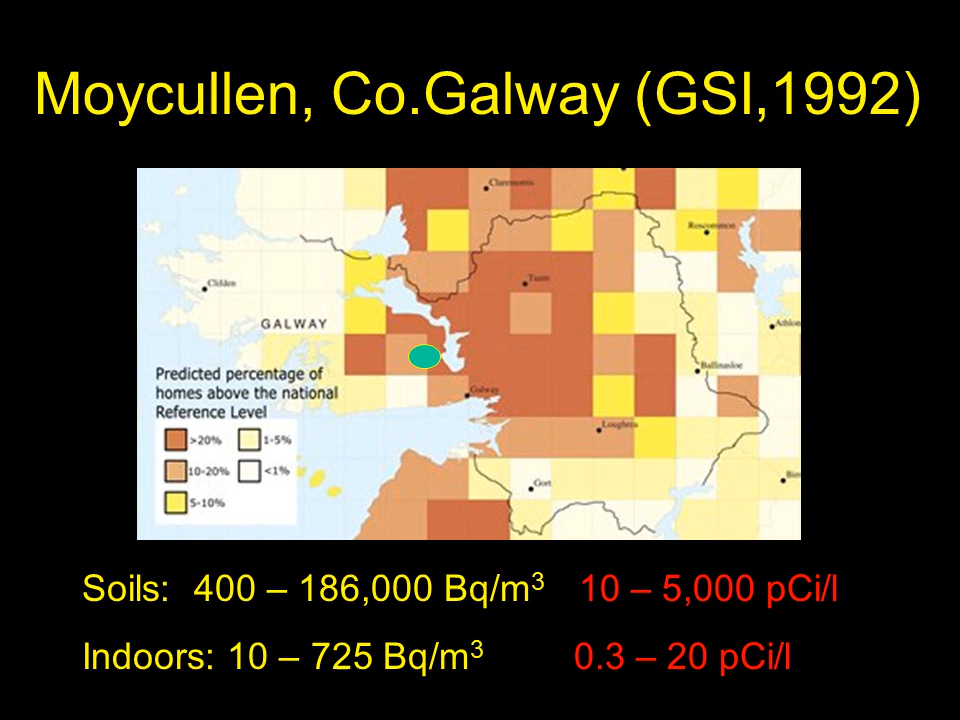 Moycullen, Co.Galway (GSI,1992)
Claremorris
Roscommon
Clifden
Tuam
GALWAY
Athlon
Ballinasloe
Predicted percentage of
homes above the national
Reference Level
Galway
Loughrea
>20% 1-5%
10-20% <1%
Gort
Birr
5-10%
Soils: 400 – 186,000 Bq/m³ 10 – 5,000 pCi/l
Indoors: 10 – 725 Bq/m³ 0.3 – 20 pCi/l